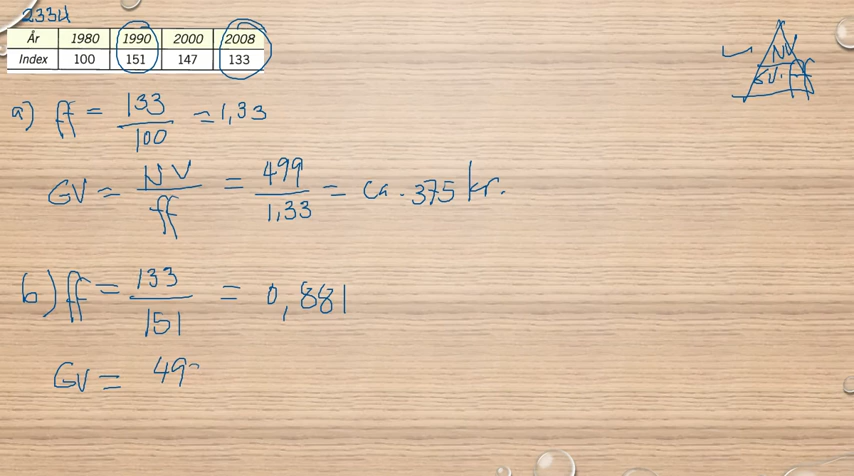 2334
År 1980 1990 2000 2008
Index 100 151 147 133
NV
GV · ff
a) ff = 133/100 = 1,33
GV = NV/ff = 499/1,33 = ca. 375 kr.
b) ff = 133/151 = 0,881
GV = 49